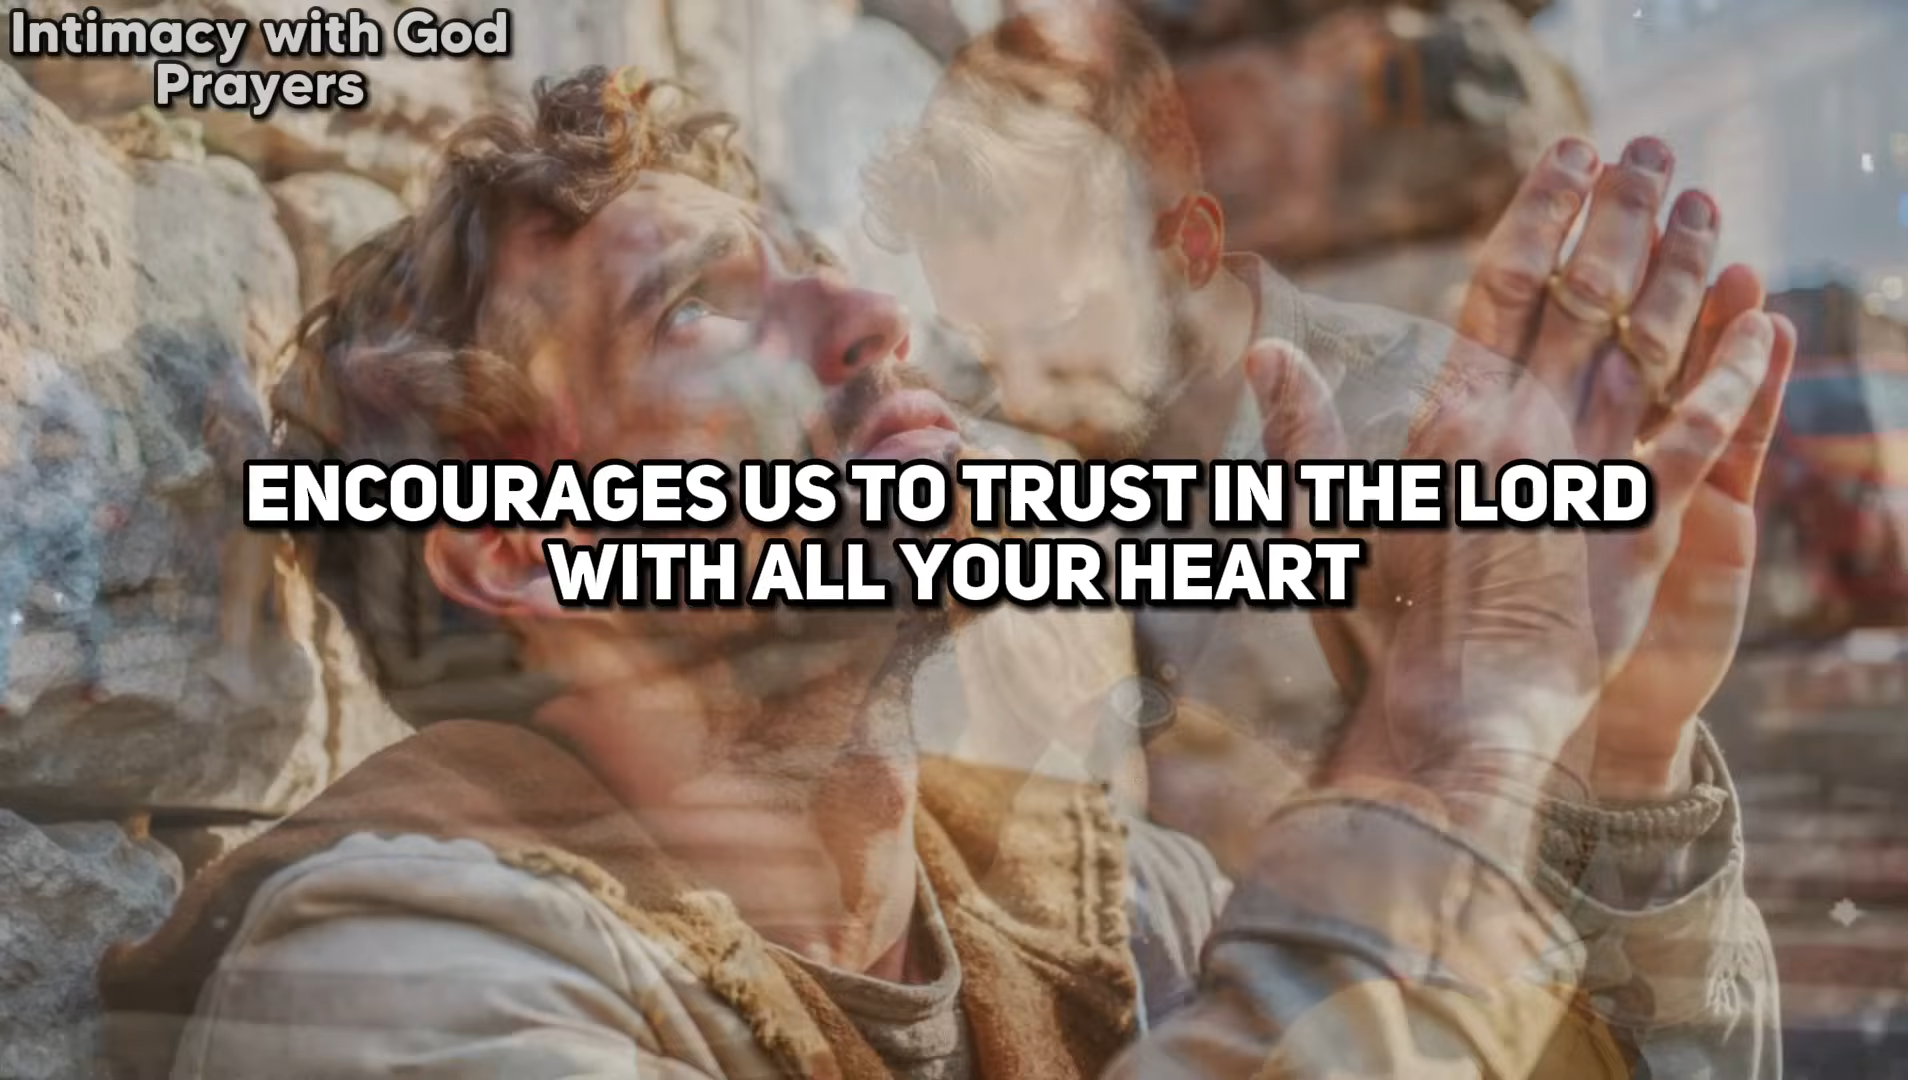 Intimacy with God
Prayers
ENCOURAGES US TO TRUST IN THE LORD
WITH ALL YOUR HEART